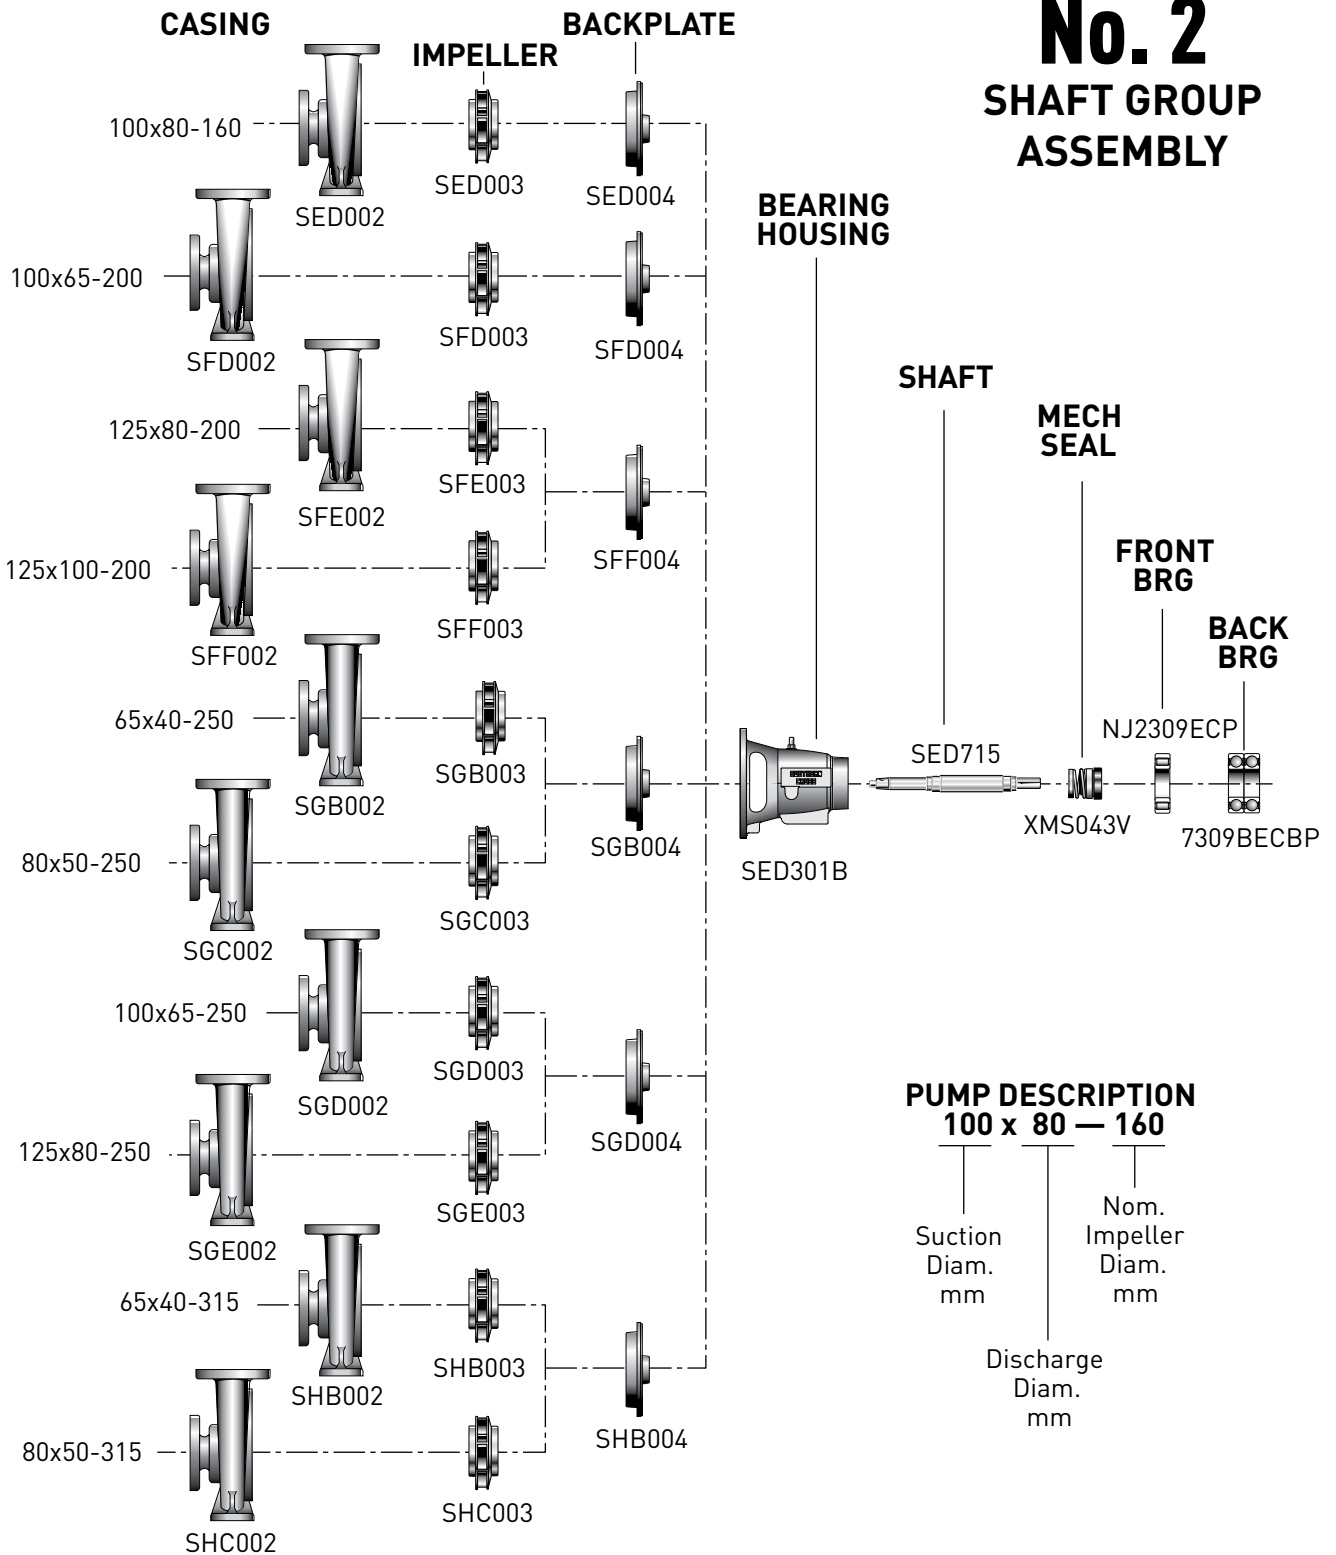 CASING
IMPELLER
BACKPLATE
No. 2
SHAFT GROUP
ASSEMBLY
100x80-160
SED002
SED003
SED004
100x65-200
SFD002
SFD003
SFD004
125x80-200
SFE002
SFE003
SFF004
125x100-200
SFF002
SFF003
65x40-250
SGB002
SGB003
SGB004
80x50-250
SGC002
SGC003
100x65-250
SGD002
SGD003
SGD004
125x80-250
SGE002
SGE003
65x40-315
SHB002
SHB003
SHB004
80x50-315
SHC002
SHC003
BEARING
HOUSING
SED301B
SHAFT
SED715
MECH
SEAL
XMS043V
FRONT
BRG
NJ2309ECP
BACK
BRG
7309BECBP
PUMP DESCRIPTION
100 x 80 — 160
Suction
Diam.
mm
Discharge
Diam.
mm
Nom.
Impeller
Diam.
mm